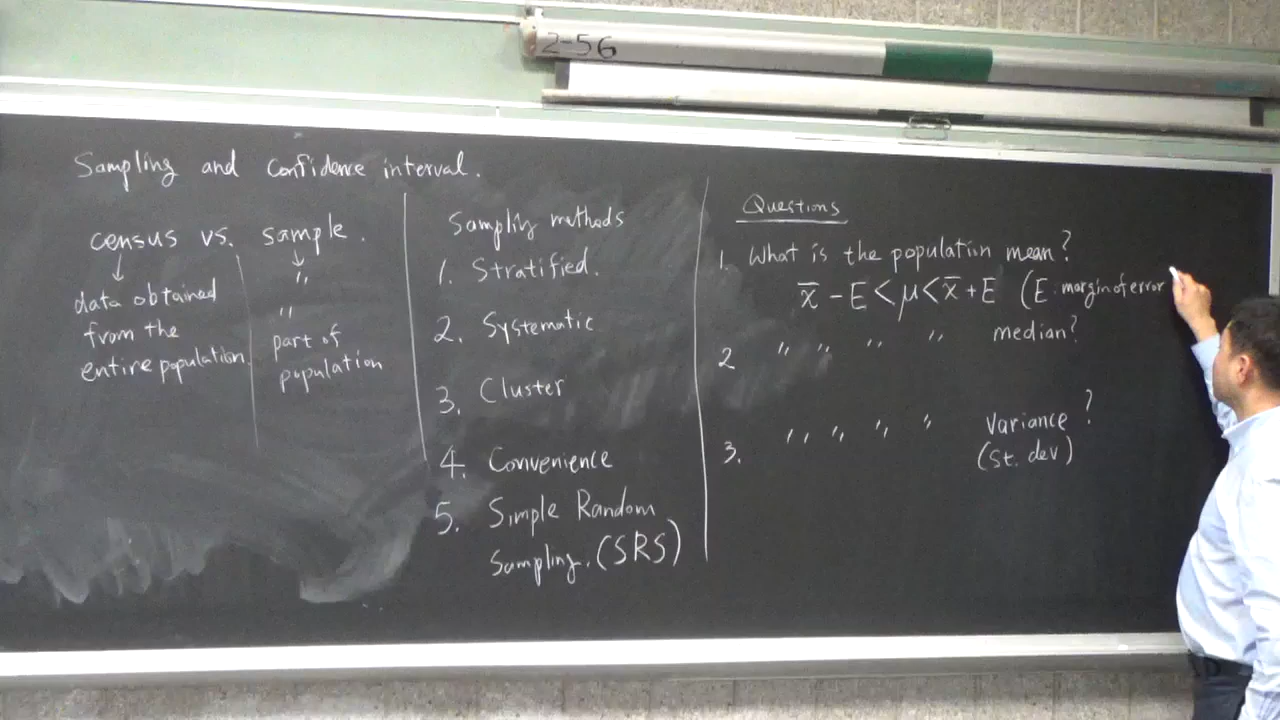 2-56
Sampling and confidence interval.
census vs. sample.
↓ ↓
data obtained
from the
entire population
"
"
part of
population
Sampliy methods
1. Stratified.
2. Systematic
3. Cluster
4. Convenience
5. Simple Random
Sampling. (SRS)
Questions
1. What is the population mean?
x̄ - E < μ < x̄ + E (E: margin of error
2 " " " " median?
3. " " " " variance?
(St. dev)